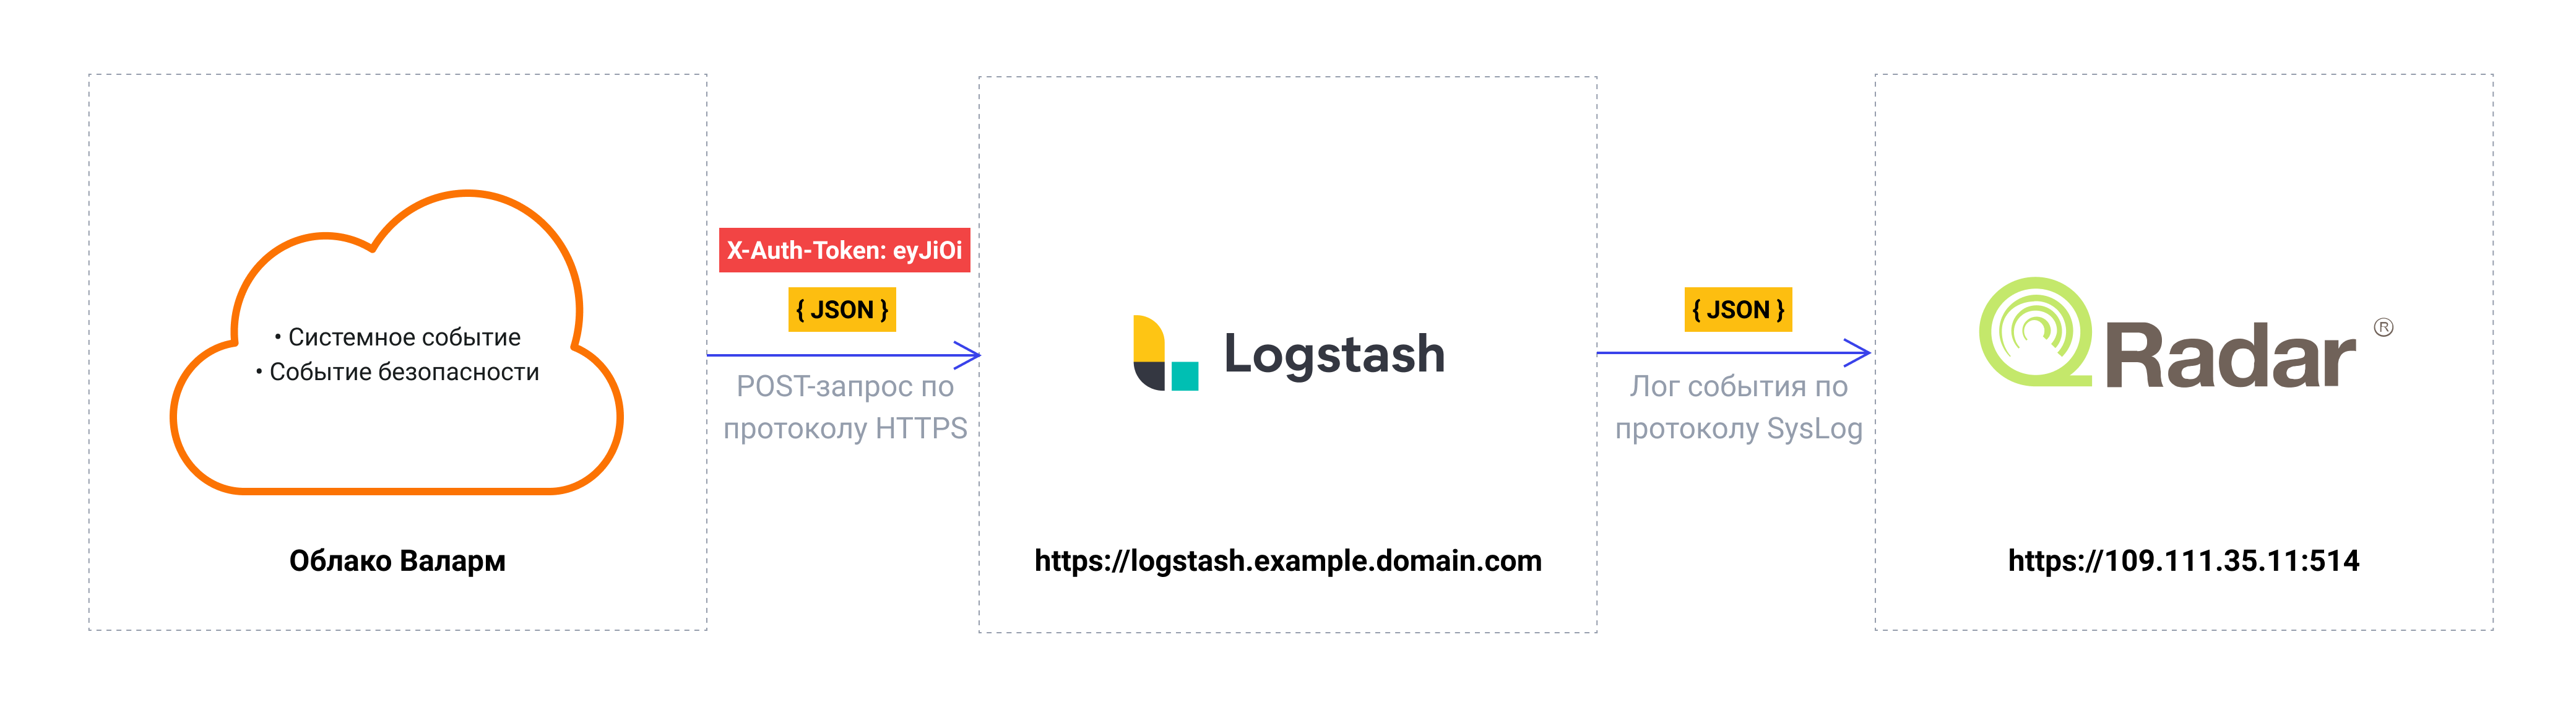 • Системное событие
• Событие безопасности
Облако Валарм
X-Auth-Token: eyJiOi
{ JSON }
POST-запрос по
протоколу HTTPS
Logstash
https://logstash.example.domain.com
{ JSON }
Лог события по
протоколу SysLog
QRadar ®
https://109.111.35.11:514